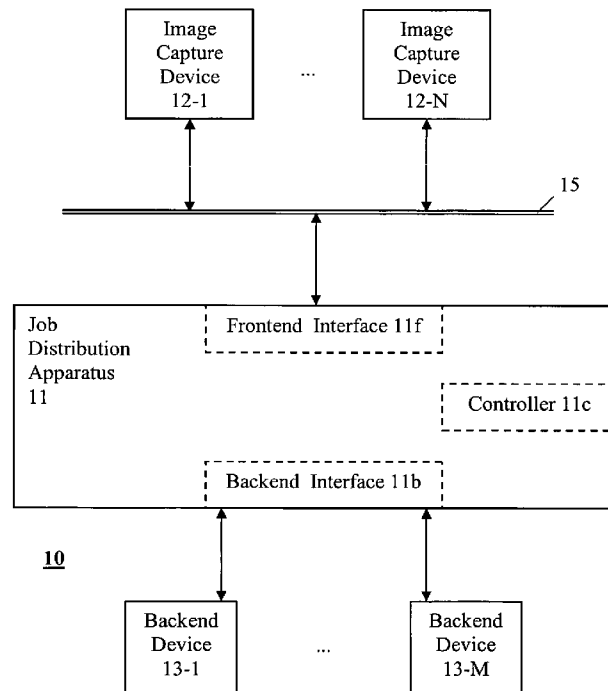 Image
Capture
Device
12-1
...
Image
Capture
Device
12-N
15
Job
Distribution
Apparatus
11
Frontend Interface 11f
Controller 11c
Backend Interface 11b
10
Backend
Device
13-1
...
Backend
Device
13-M